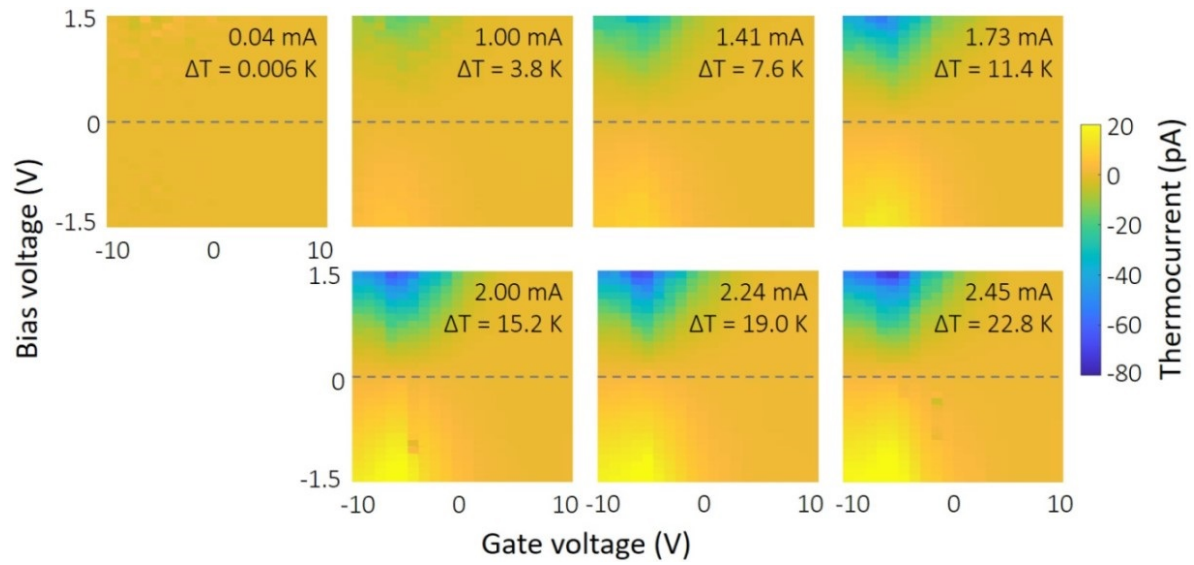 1.5
0.04 mA
ΔT = 0.006 K
1.00 mA
ΔT = 3.8 K
1.41 mA
ΔT = 7.6 K
1.73 mA
ΔT = 11.4 K
0
-1.5
-10
0
10
Bias voltage (V)
1.5
2.00 mA
ΔT = 15.2 K
2.24 mA
ΔT = 19.0 K
2.45 mA
ΔT = 22.8 K
0
-1.5
-10
0
10
-10
0
10
-10
0
10
Gate voltage (V)
20
0
-20
-40
-60
-80
Thermocurrent (pA)